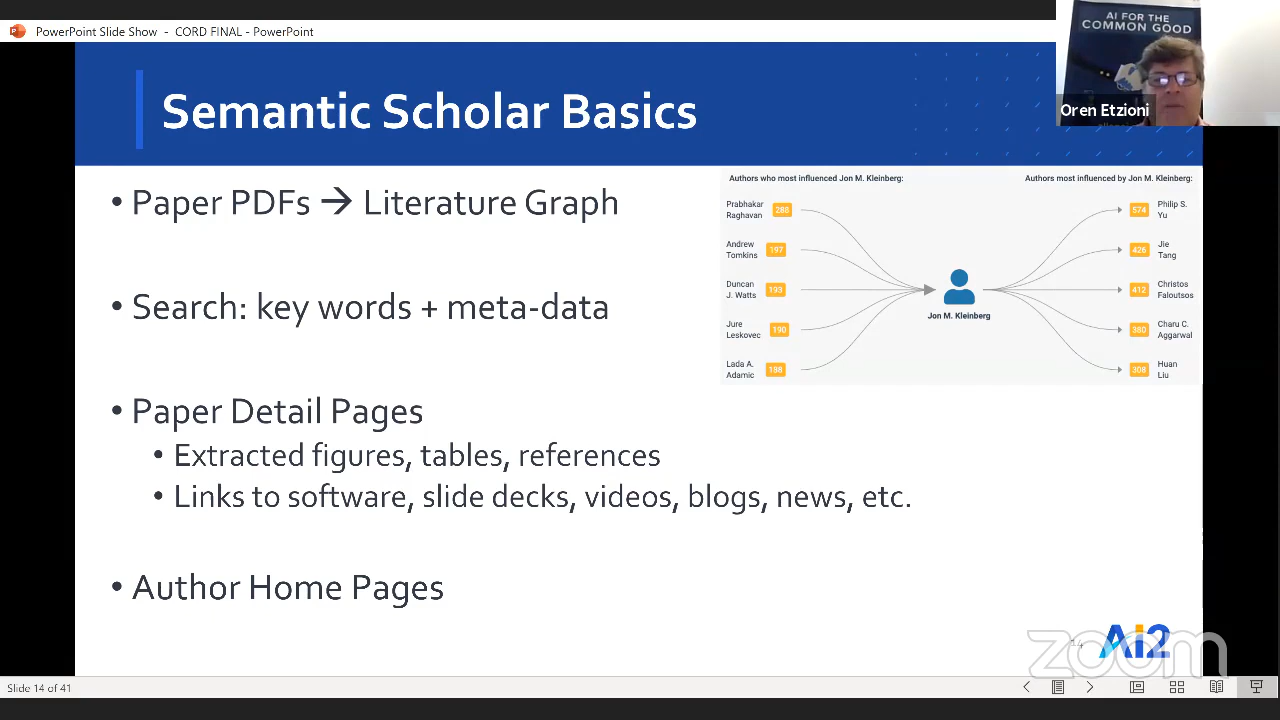 PowerPoint Slide Show - CORD FINAL - PowerPoint
AI FOR THE
COMMON GOOD
Oren Etzioni
Semantic Scholar Basics
• Paper PDFs → Literature Graph
• Search: key words + meta-data
• Paper Detail Pages
• Extracted figures, tables, references
• Links to software, slide decks, videos, blogs, news, etc.
• Author Home Pages
Authors who most influenced Jon M. Kleinberg:
Prabhakar
Raghavan
288
Andrew
Tomkins
197
Duncan
J. Watts
193
Jure
Leskovec
190
Lada A.
Adamic
188
Jon M. Kleinberg
Authors most influenced by Jon M. Kleinberg:
574
Philip S.
Yu
426
Jie
Tang
412
Christos
Faloutsos
380
Charu C.
Aggarwal
308
Huan
Liu
14
AI2
zoom
Slide 14 of 41